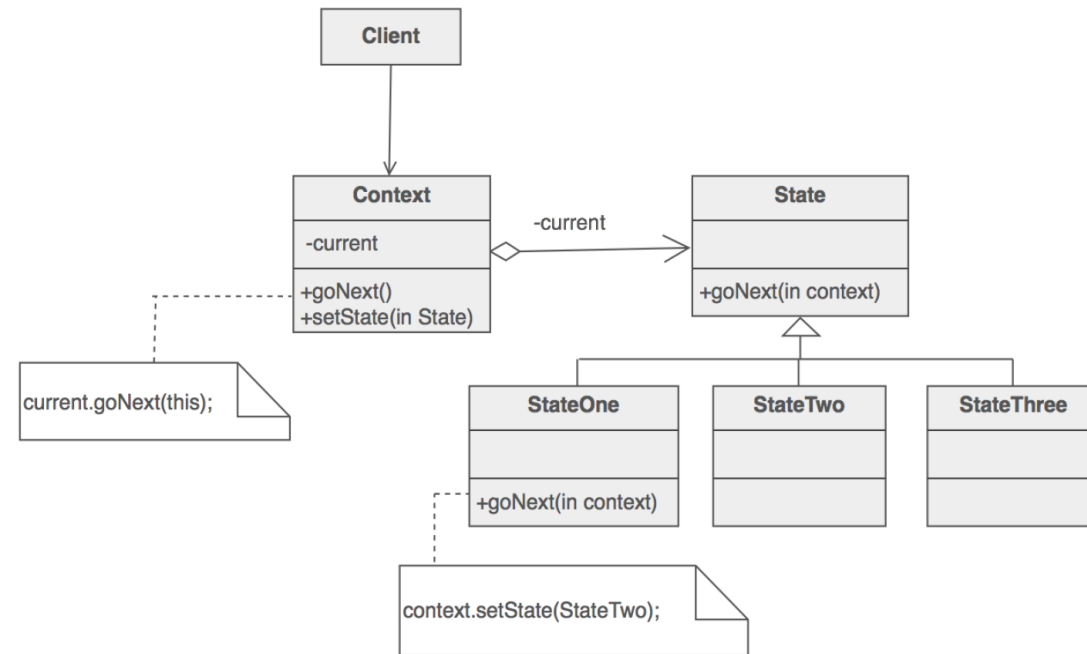 Client
Context
-current
+goNext()
+setState(in State)
-current
State
+goNext(in context)
current.goNext(this);
StateOne
+goNext(in context)
StateTwo
StateThree
context.setState(StateTwo);